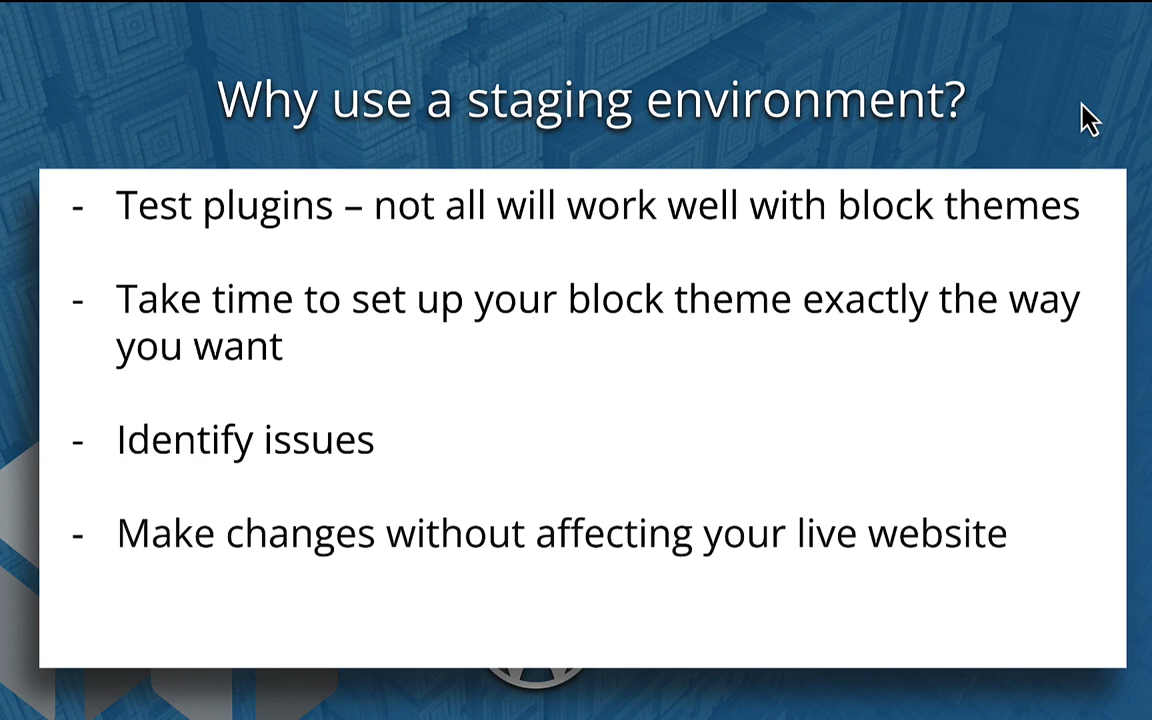 Why use a staging environment?
- Test plugins – not all will work well with block themes
- Take time to set up your block theme exactly the way
you want
- Identify issues
- Make changes without affecting your live website